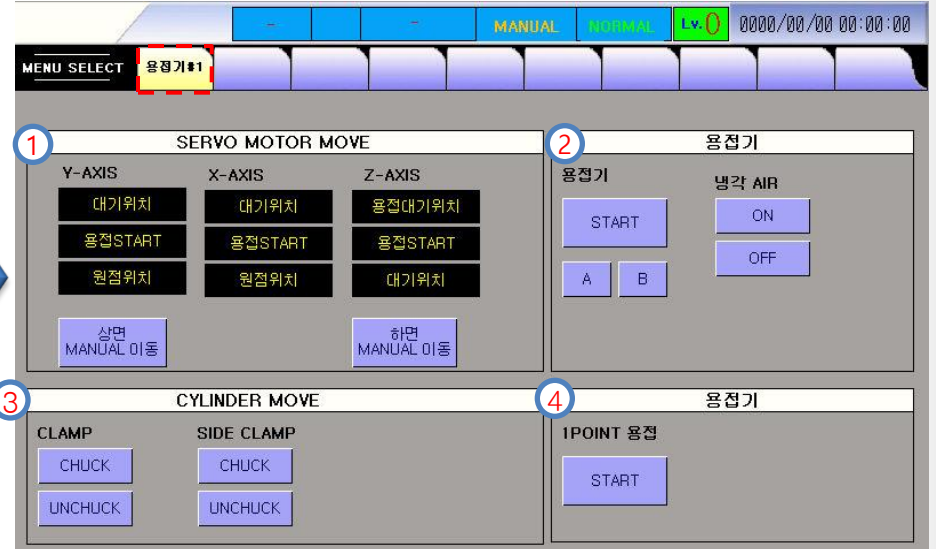 - - MANUAL NORMAL Lv.0 0000/00/00 00:00:00
MENU SELECT 용접기#1
1 SERVO MOTOR MOVE
Y-AXIS X-AXIS Z-AXIS
대기위치 대기위치 용접대기위치
용접START 용접START 용접START
원점위치 원점위치 대기위치
상면 하면
MANUAL 이동 MANUAL 이동
2 용접기
용접기 냉각 AIR
START ON
OFF
A B
3 CYLINDER MOVE
CLAMP SIDE CLAMP
CHUCK CHUCK
UNCHUCK UNCHUCK
4 용접기
1POINT 용접
START